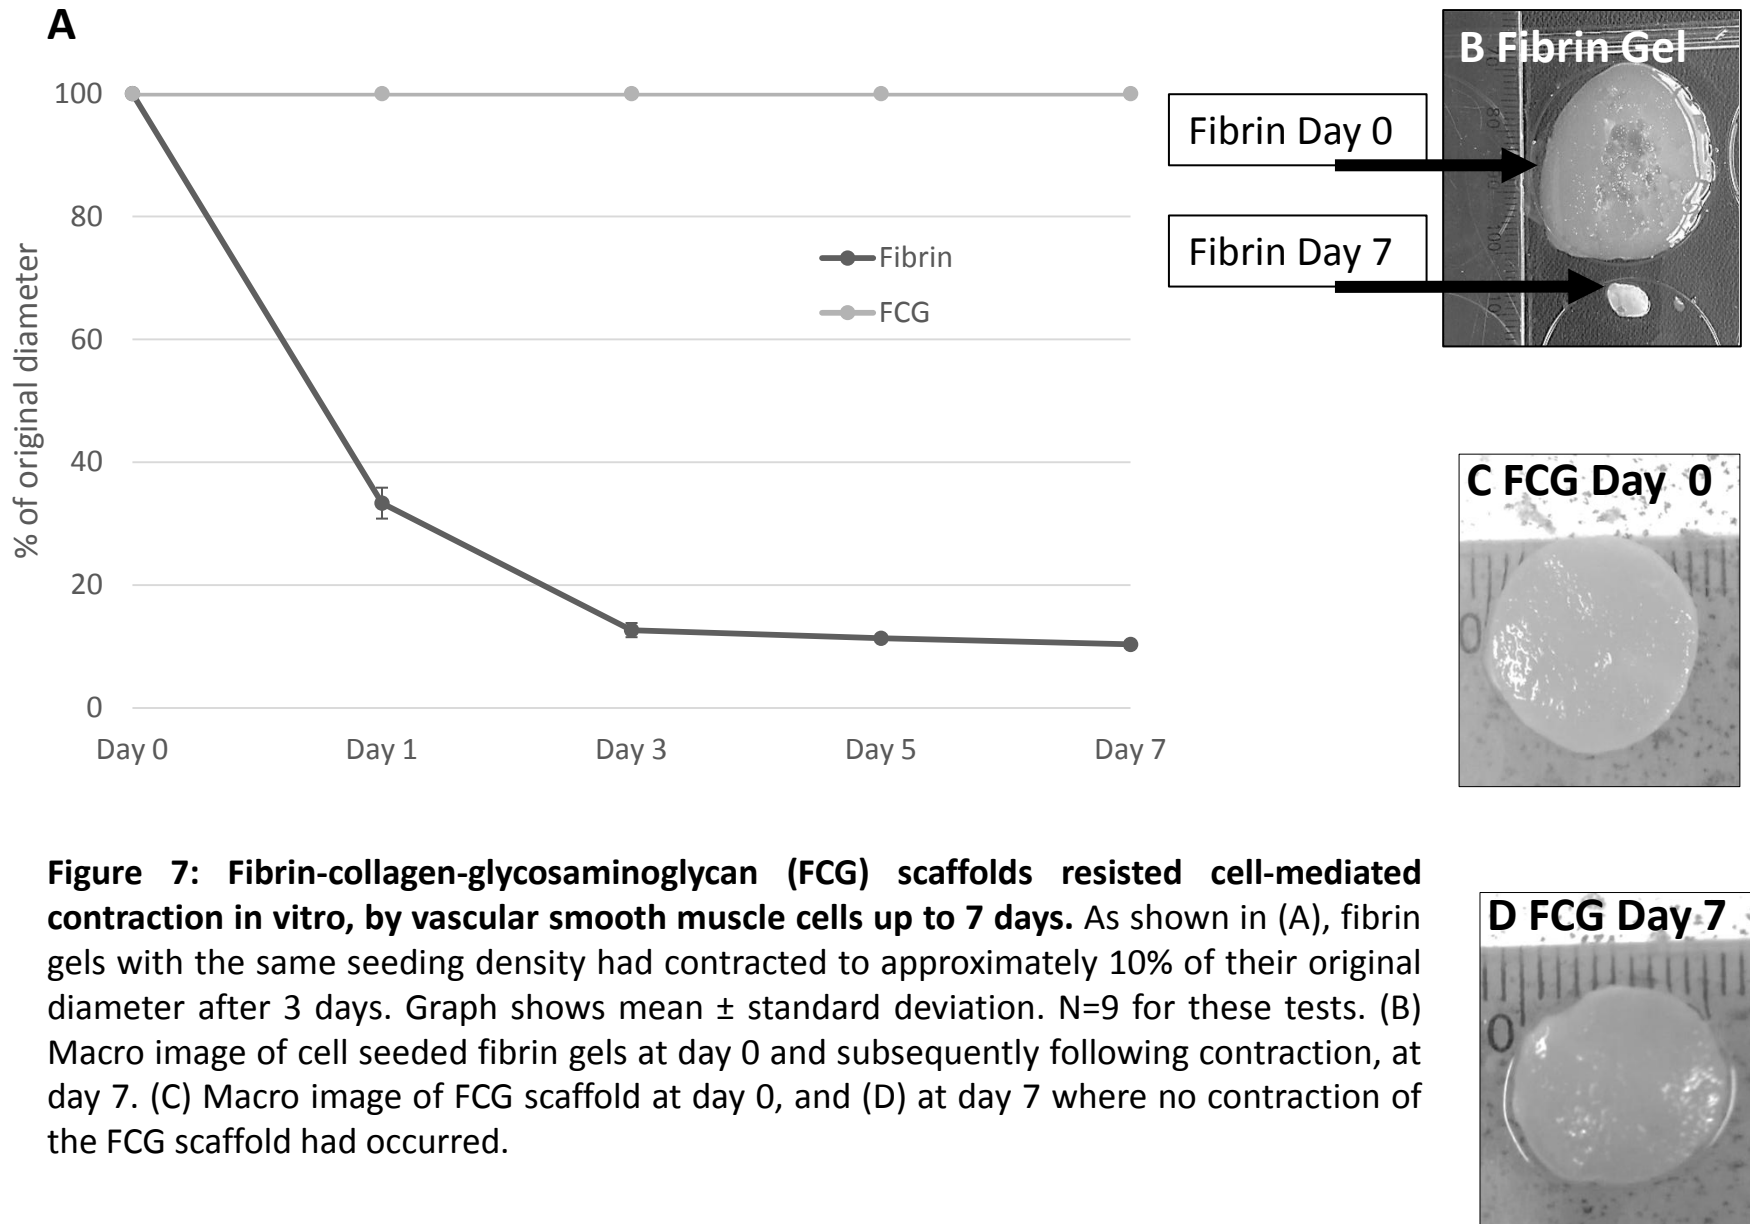 A
100
80
60
40
20
0
% of original diameter
Day 0
Day 1
Day 3
Day 5
Day 7
Fibrin
FCG
B Fibrin Gel
Fibrin Day 0
Fibrin Day 7
80
100
C FCG Day 0
0
D FCG Day 7
0
Figure 7: Fibrin-collagen-glycosaminoglycan (FCG) scaffolds resisted cell-mediated
contraction in vitro, by vascular smooth muscle cells up to 7 days. As shown in (A), fibrin
gels with the same seeding density had contracted to approximately 10% of their original
diameter after 3 days. Graph shows mean ± standard deviation. N=9 for these tests. (B)
Macro image of cell seeded fibrin gels at day 0 and subsequently following contraction, at
day 7. (C) Macro image of FCG scaffold at day 0, and (D) at day 7 where no contraction of
the FCG scaffold had occurred.